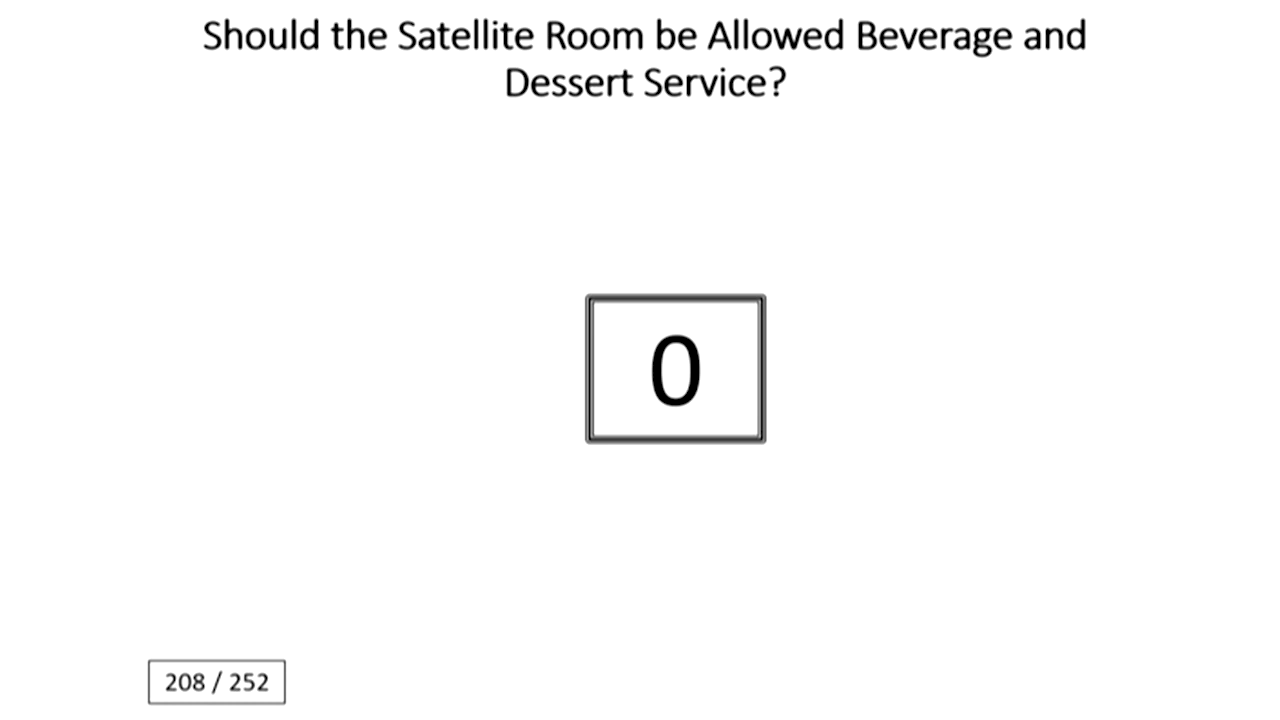 Should the Satellite Room be Allowed Beverage and
Dessert Service?
0
208 / 252